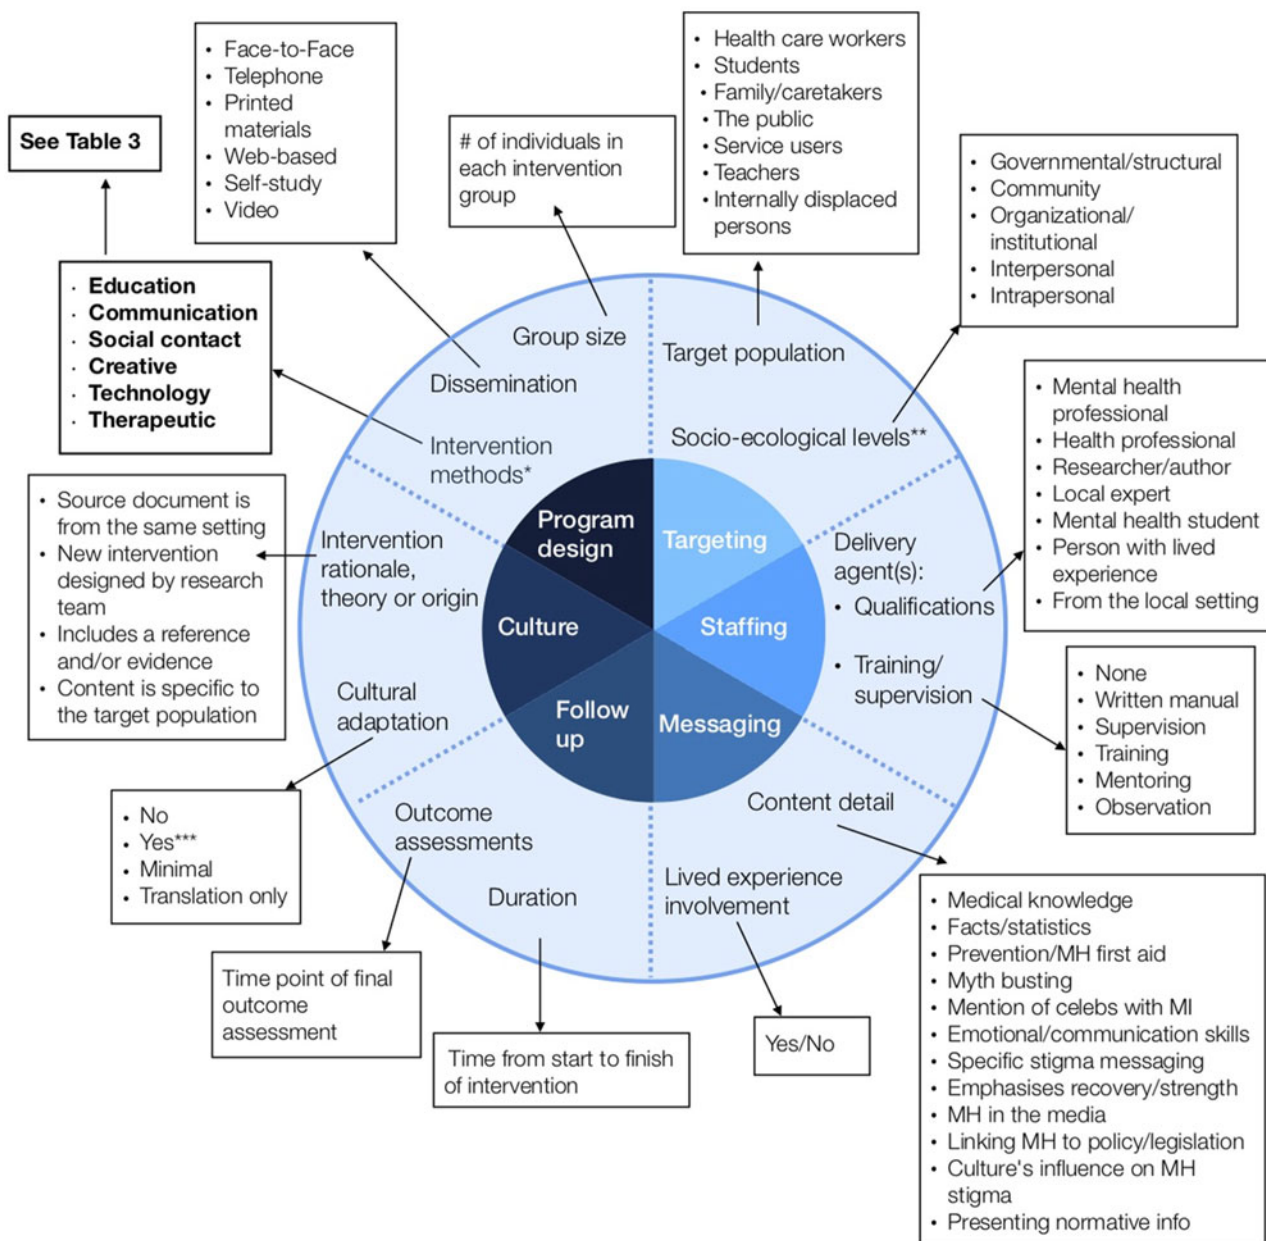 • Face-to-Face
• Telephone
• Printed
materials
• Web-based
• Self-study
• Video
# of individuals in
each intervention
group
• Health care workers
• Students
• Family/caretakers
• The public
• Service users
• Teachers
• Internally displaced
persons
See Table 3
• Governmental/structural
• Community
• Organizational/
institutional
• Interpersonal
• Intrapersonal
· Education
· Communication
· Social contact
· Creative
· Technology
· Therapeutic
Group size
Dissemination
Intervention
methods*
Target population
Socio-ecological levels**
• Mental health
professional
• Health professional
• Researcher/author
• Local expert
• Mental health student
• Person with lived
experience
• From the local setting
• Source document is
from the same setting
• New intervention
designed by research
team
• Includes a reference
and/or evidence
• Content is specific to
the target population
Intervention
rationale,
theory or origin
Cultural
adaptation
Program
design
Targeting
Culture
Staffing
Follow
up
Messaging
Delivery
agent(s):
• Qualifications
• Training/
supervision
• None
• Written manual
• Supervision
• Training
• Mentoring
• Observation
• No
• Yes***
• Minimal
• Translation only
Outcome
assessments
Duration
Content detail
Lived experience
involvement
Time point of final
outcome
assessment
Time from start to finish
of intervention
Yes/No
• Medical knowledge
• Facts/statistics
• Prevention/MH first aid
• Myth busting
• Mention of celebs with MI
• Emotional/communication skills
• Specific stigma messaging
• Emphasises recovery/strength
• MH in the media
• Linking MH to policy/legislation
• Culture's influence on MH
stigma
• Presenting normative info